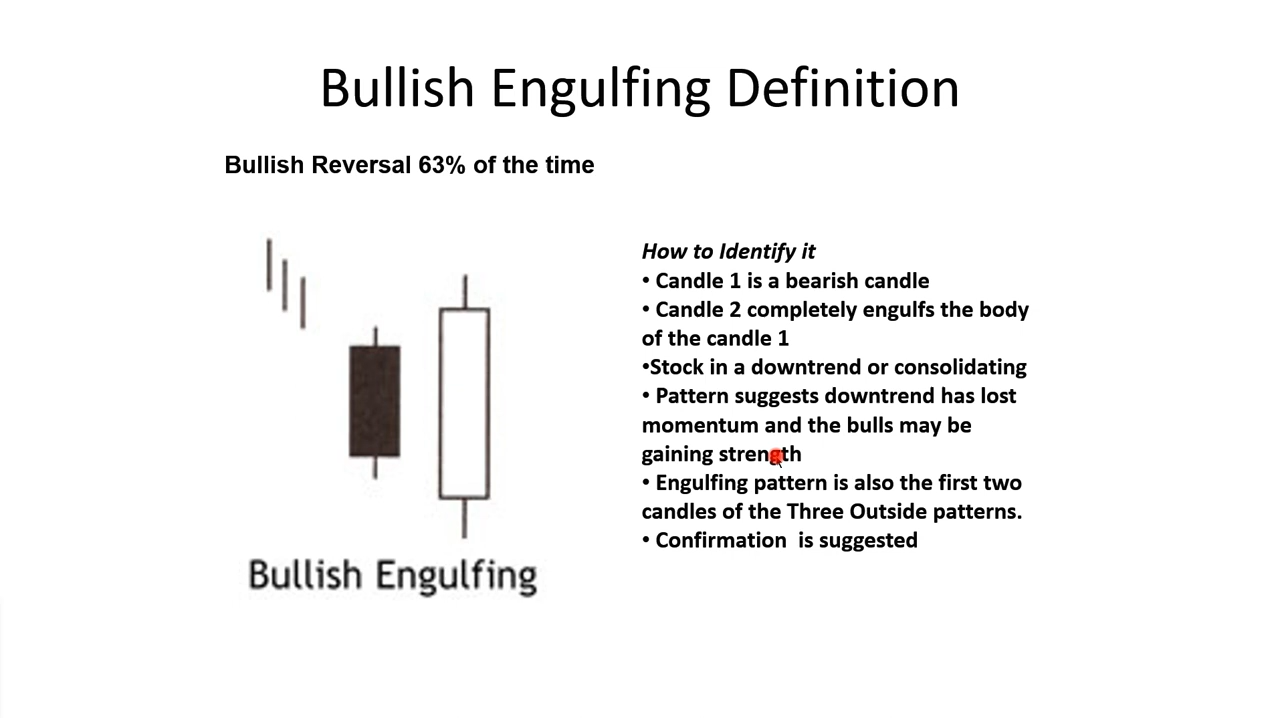 Bullish Engulfing Definition
Bullish Reversal 63% of the time
How to Identify it
• Candle 1 is a bearish candle
• Candle 2 completely engulfs the body
of the candle 1
•Stock in a downtrend or consolidating
• Pattern suggests downtrend has lost
momentum and the bulls may be
gaining strength
• Engulfing pattern is also the first two
candles of the Three Outside patterns.
• Confirmation  is suggested
Bullish Engulfing